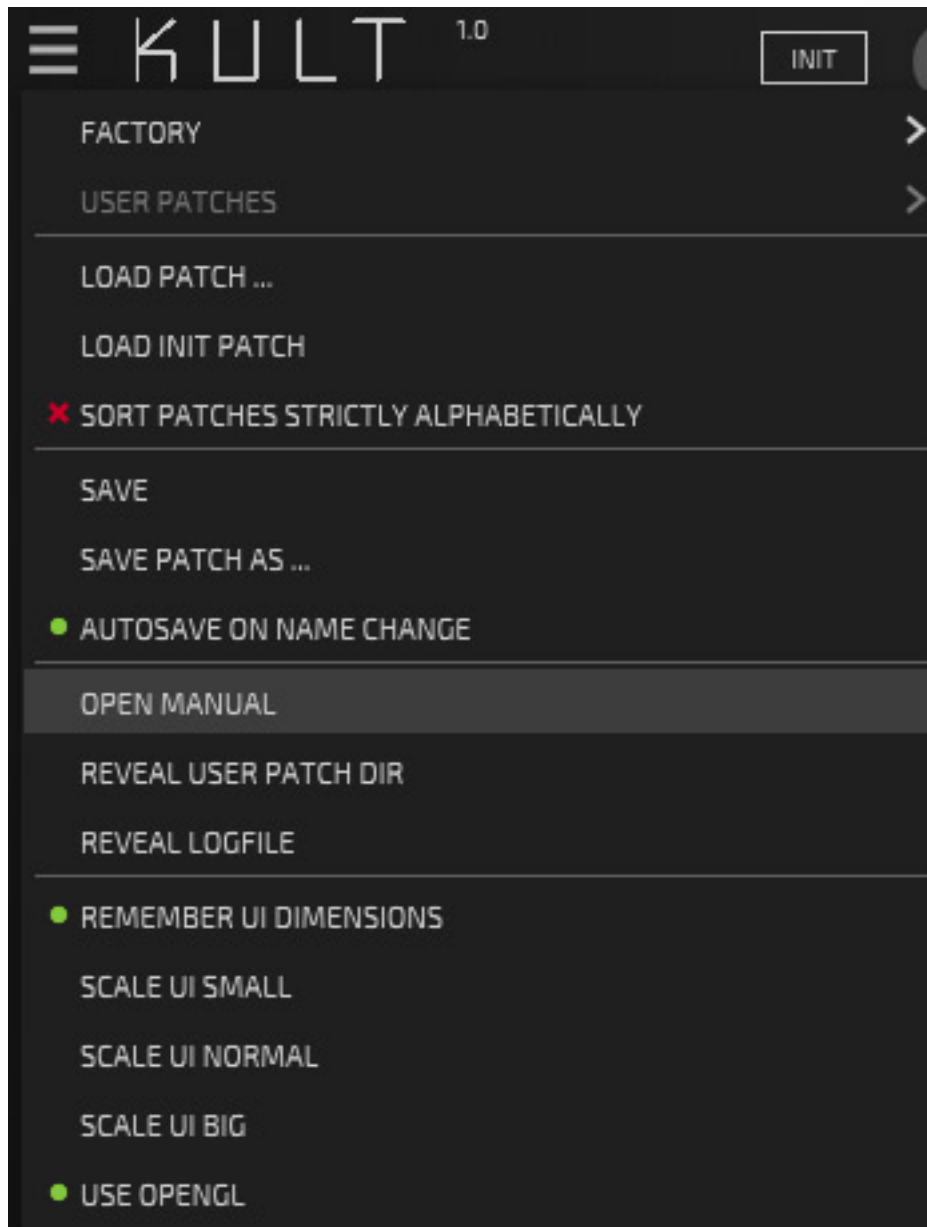 KULT 1.0
INIT
FACTORY
USER PATCHES
LOAD PATCH ...
LOAD INIT PATCH
SORT PATCHES STRICTLY ALPHABETICALLY
SAVE
SAVE PATCH AS ...
AUTOSAVE ON NAME CHANGE
OPEN MANUAL
REVEAL USER PATCH DIR
REVEAL LOGFILE
REMEMBER UI DIMENSIONS
SCALE UI SMALL
SCALE UI NORMAL
SCALE UI BIG
USE OPENGL